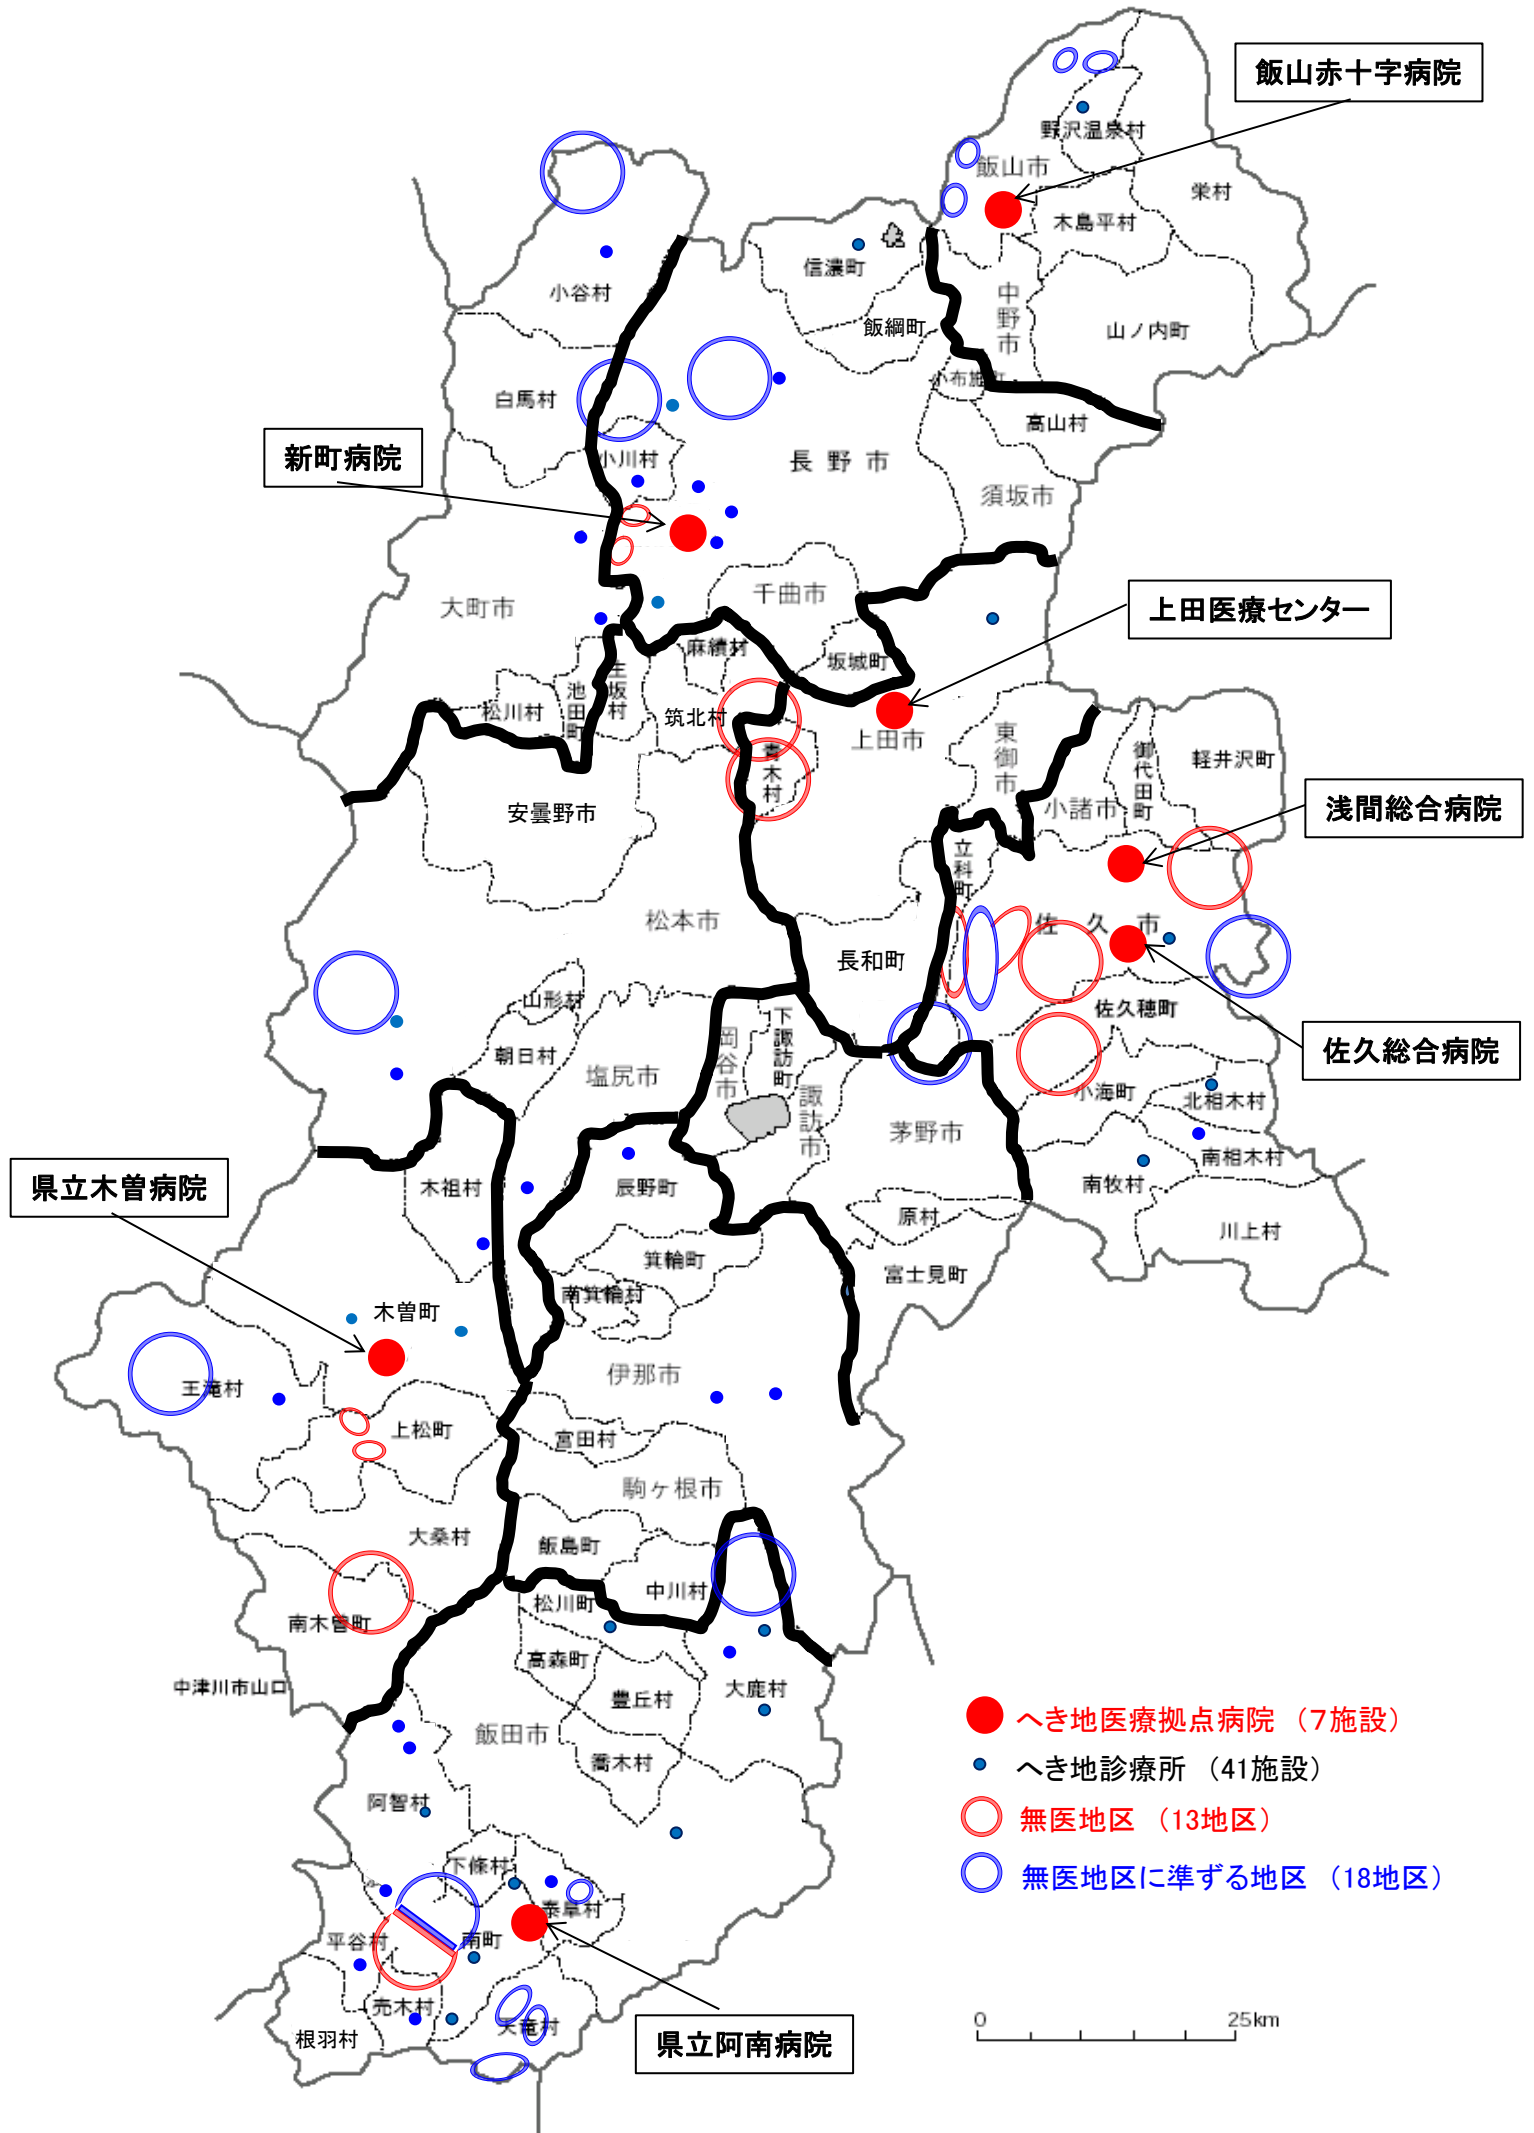 飯山赤十字病院
野沢温泉村
飯山市
栄村
木島平村
信濃町
小谷村
中野市
飯綱町
山ノ内町
小布施町
白馬村
高山村
新町病院
小川村
長野市
須坂市
千曲市
大町市
上田医療センター
麻績村
坂城町
生坂村
池田町
松川村
筑北村
上田市
東御市
御代田町
軽井沢町
青木村
安曇野市
小諸市
浅間総合病院
立科町
松本市
佐久市
長和町
山形村
佐久穂町
下諏訪町
岡谷市
朝日村
塩尻市
佐久総合病院
諏訪市
小海町
北相木村
茅野市
南相木村
県立木曽病院
木祖村
辰野町
南牧村
原村
川上村
箕輪町
富士見町
南箕輪村
木曽町
伊那市
王滝村
上松町
宮田村
駒ヶ根市
大桑村
飯島町
中川村
松川町
南木曽町
高森町
中津川市山口
大鹿村
豊丘村
飯田市
へき地医療拠点病院 (7施設)
喬木村
へき地診療所 (41施設)
阿智村
無医地区 (13地区)
下條村
無医地区に準ずる地区 (18地区)
泰阜村
平谷村
南町
売木村
天竜村
根羽村
県立阿南病院
0 25km